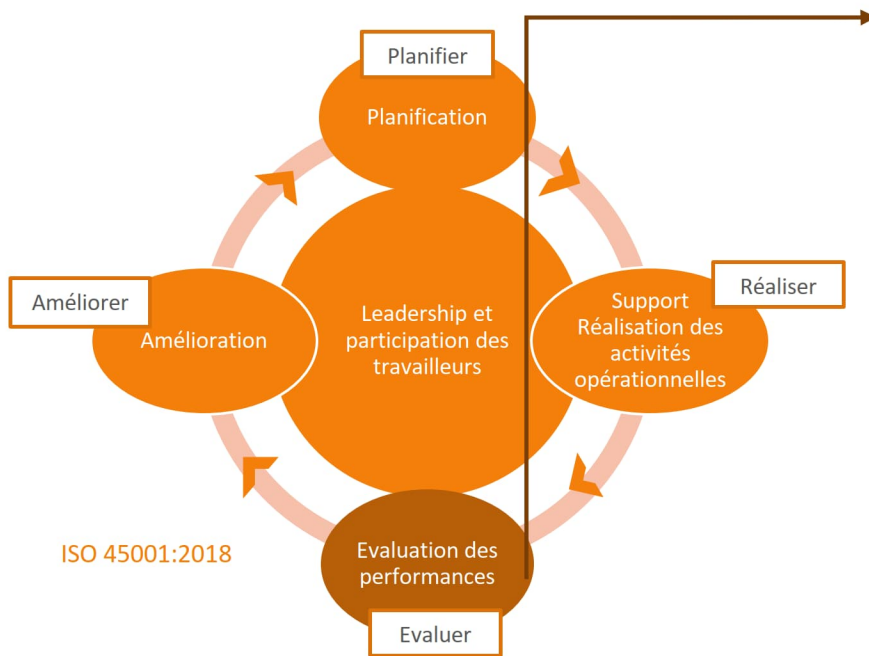 Planifier
Planification
Améliorer
Amélioration
Leadership et
participation des
travailleurs
Réaliser
Support
Réalisation des
activités
opérationnelles
ISO 45001:2018
Evaluation des
performances
Evaluer